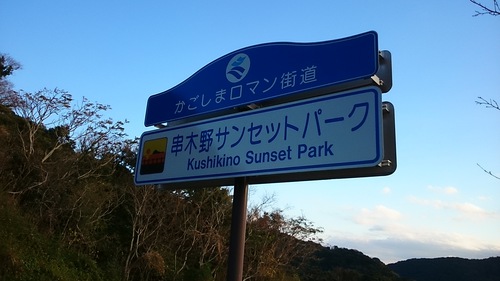 かごしまロマン街道
串木野サンセットパーク
Kushikino Sunset Park